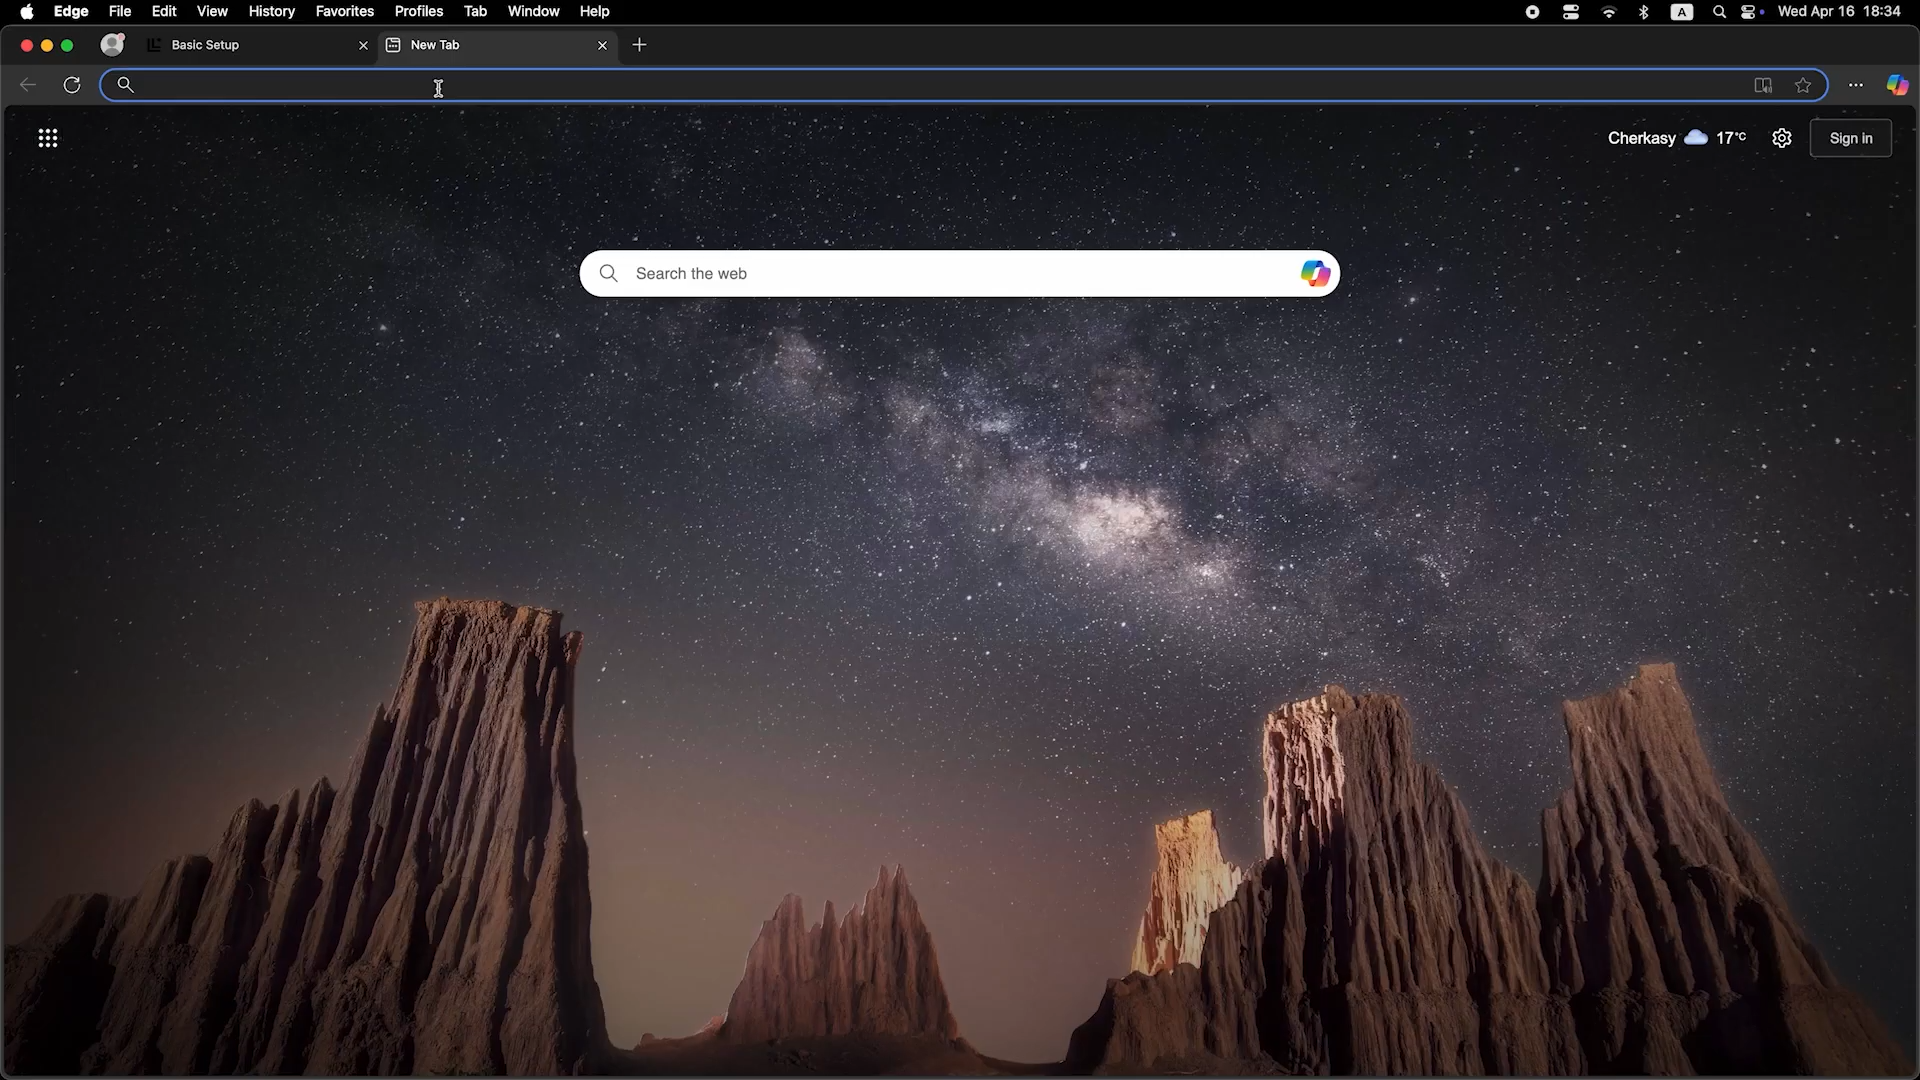 Edge File Edit View History Favorites Profiles Tab Window Help A Wed Apr 16 18:34
Basic Setup New Tab
Cherkasy 17°C Sign in
Search the web